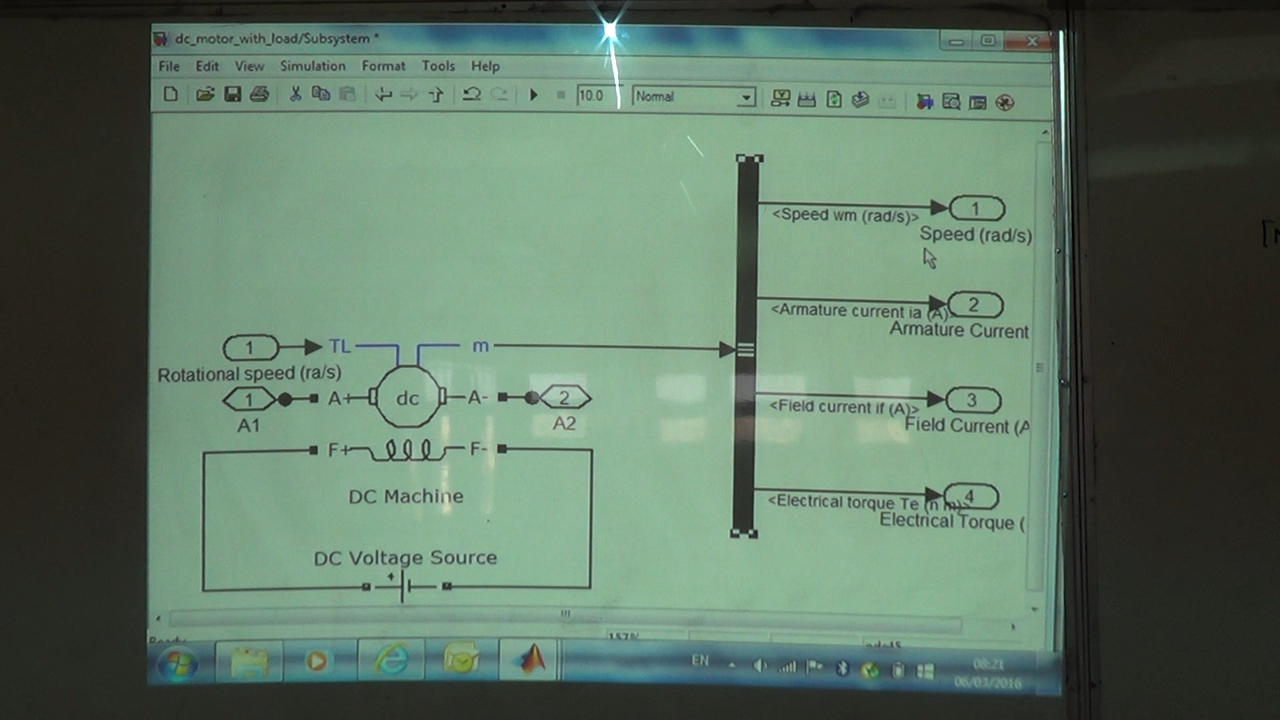 dc_motor_with_load/Subsystem *
File Edit View Simulation Format Tools Help
10.0 Normal
1
<Speed wm (rad/s)>
Speed (rad/s)
2
<Armature current ia (A)>
Armature Current
1 TL m
Rotational speed (ra/s)
1 A+ dc A- 2
A1 A2
3
<Field current if (A)>
Field Current (A
F+ F-
DC Machine
4
<Electrical torque Te (n m)>
Electrical Torque (
DC Voltage Source
+
Ready 157% ode45
EN 08:21
06/03/2016